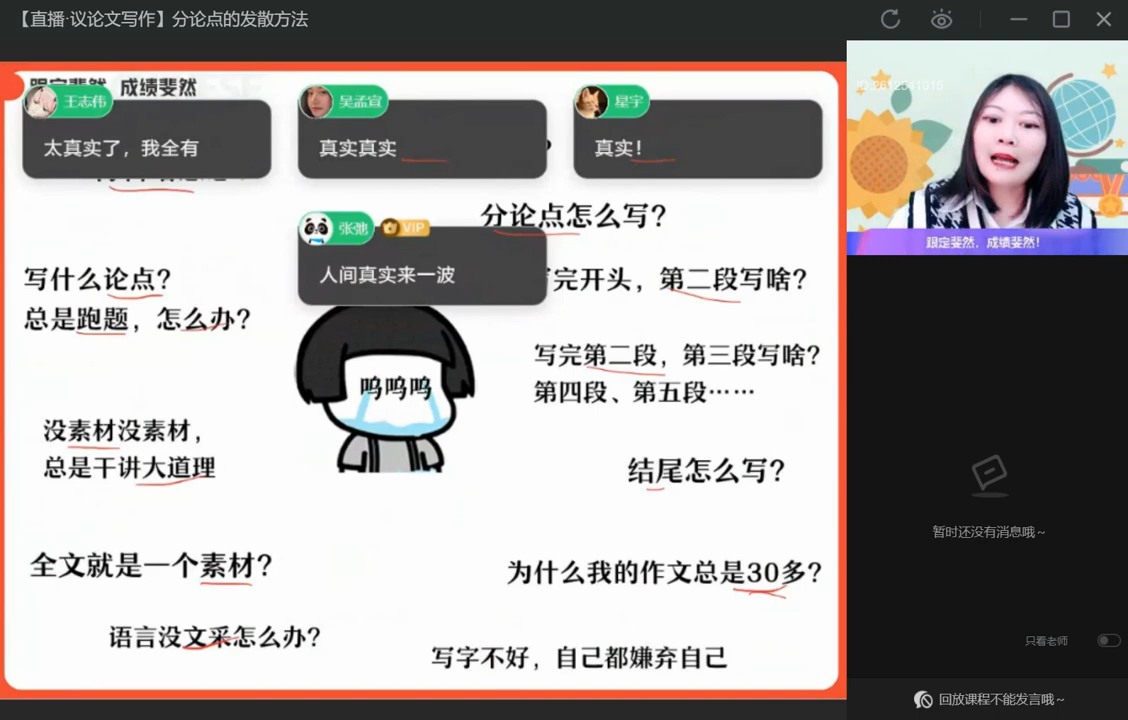 【直播·议论文写作】分论点的发散方法
跟定斐然 成绩斐然
王志伟
太真实了，我全有
吴孟宣
真实真实
星宇
真实！
张弛
VIP
人间真实来一波
分论点怎么写？
写什么论点？
总是跑题，怎么办？
写完开头，第二段写啥？
写完第二段，第三段写啥？
第四段、第五段……
呜呜呜
没素材没素材，
总是干讲大道理
结尾怎么写？
全文就是一个素材？
为什么我的作文总是30多？
语言没文采怎么办？
写字不好，自己都嫌弃自己
跟定斐然，成绩斐然！
暂时还没有消息哦～
只看老师
回放课程不能发言哦～